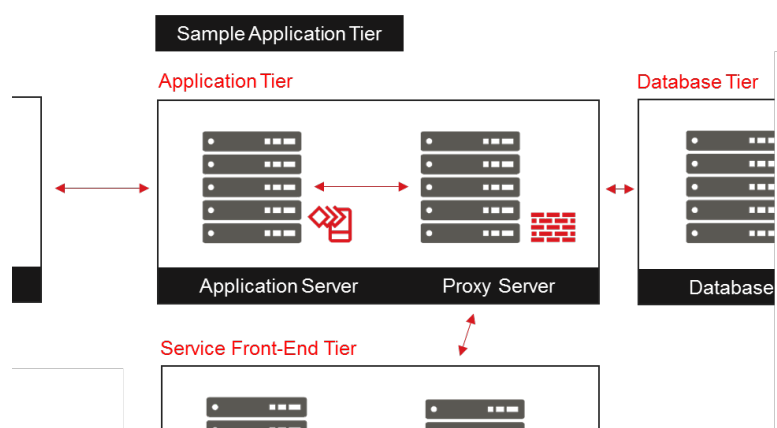 Sample Application Tier
Application Tier
Database Tier
Application Server
Proxy Server
Database
Service Front-End Tier